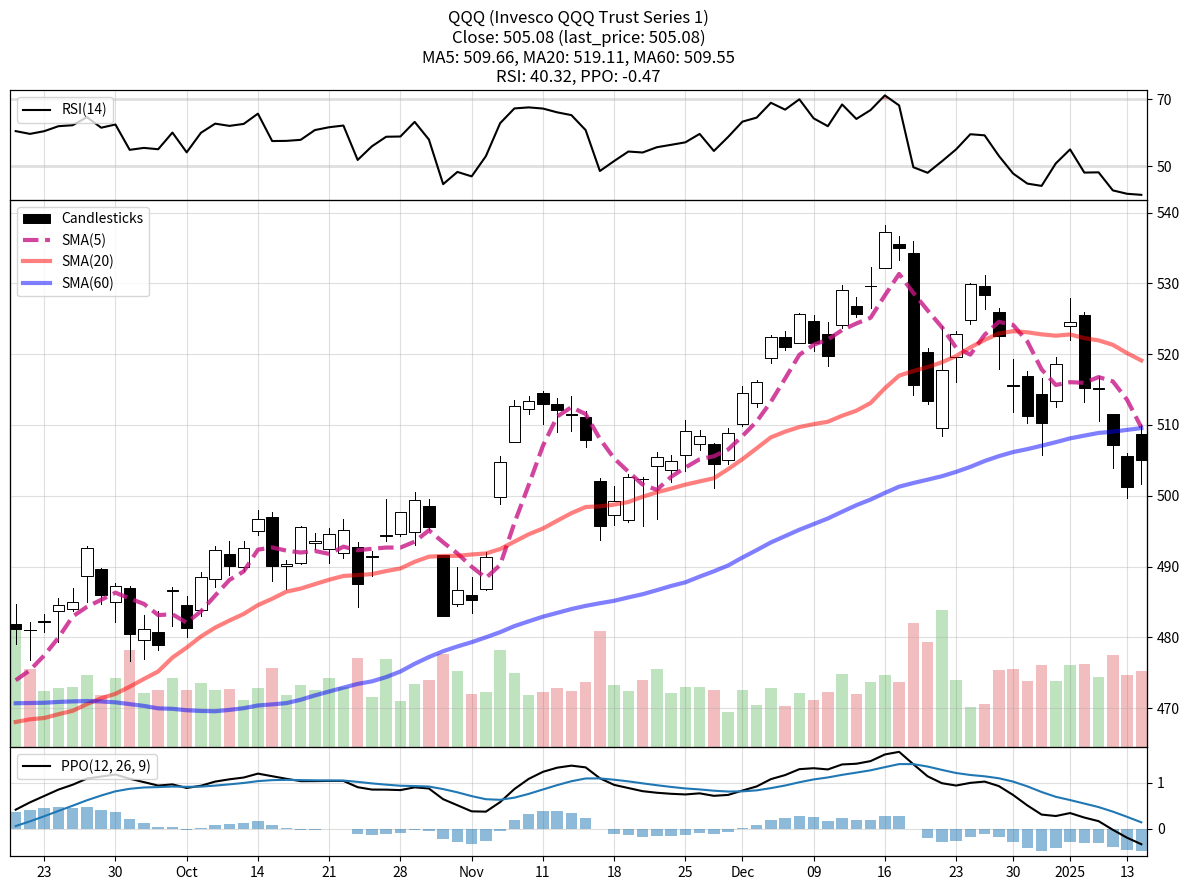 QQQ (Invesco QQQ Trust Series 1)
Close: 505.08 (last_price: 505.08)
MA5: 509.66, MA20: 519.11, MA60: 509.55
RSI: 40.32, PPO: -0.47
RSI(14)
70
50
Candlesticks
SMA(5)
SMA(20)
SMA(60)
540
530
520
510
500
490
480
470
PPO(12, 26, 9)
1
0
23 30 Oct 14 21 28 Nov 11 18 25 Dec 09 16 23 30 2025 13